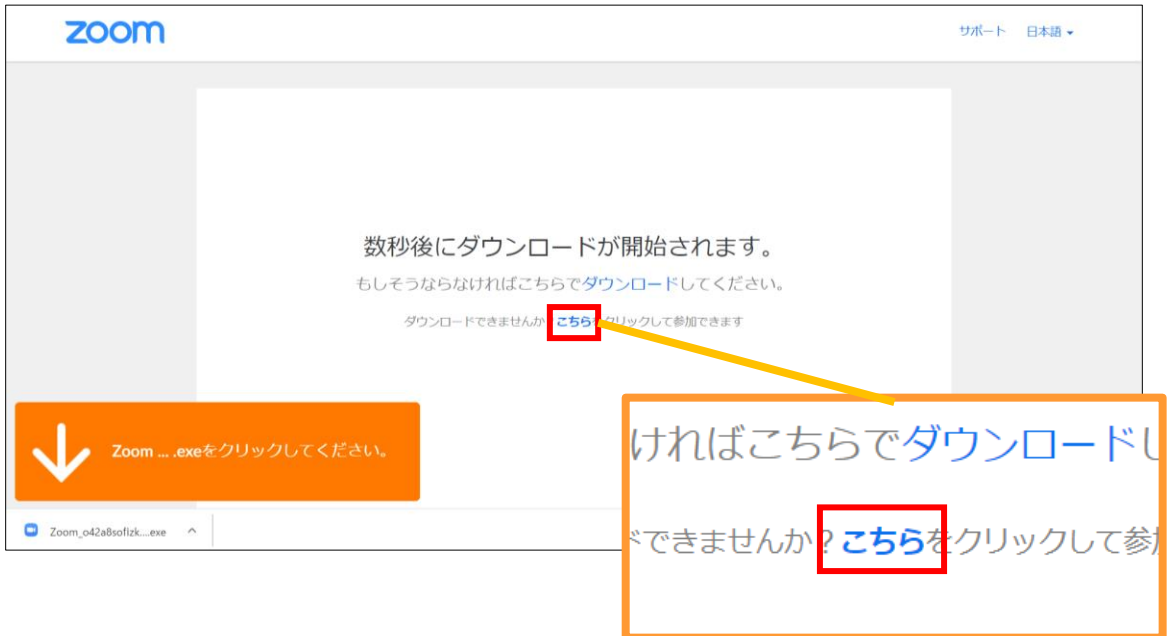 zoom
サポート 日本語
数秒後にダウンロードが開始されます。
もしそうならなければこちらでダウンロードしてください。
ダウンロードできませんか こちら クリックして参加できます
Zoom ... .exeをクリックしてください。
Zoom_o42a8sofizk....exe
ければこちらでダウンロードし
できませんか？こちらをクリックして参